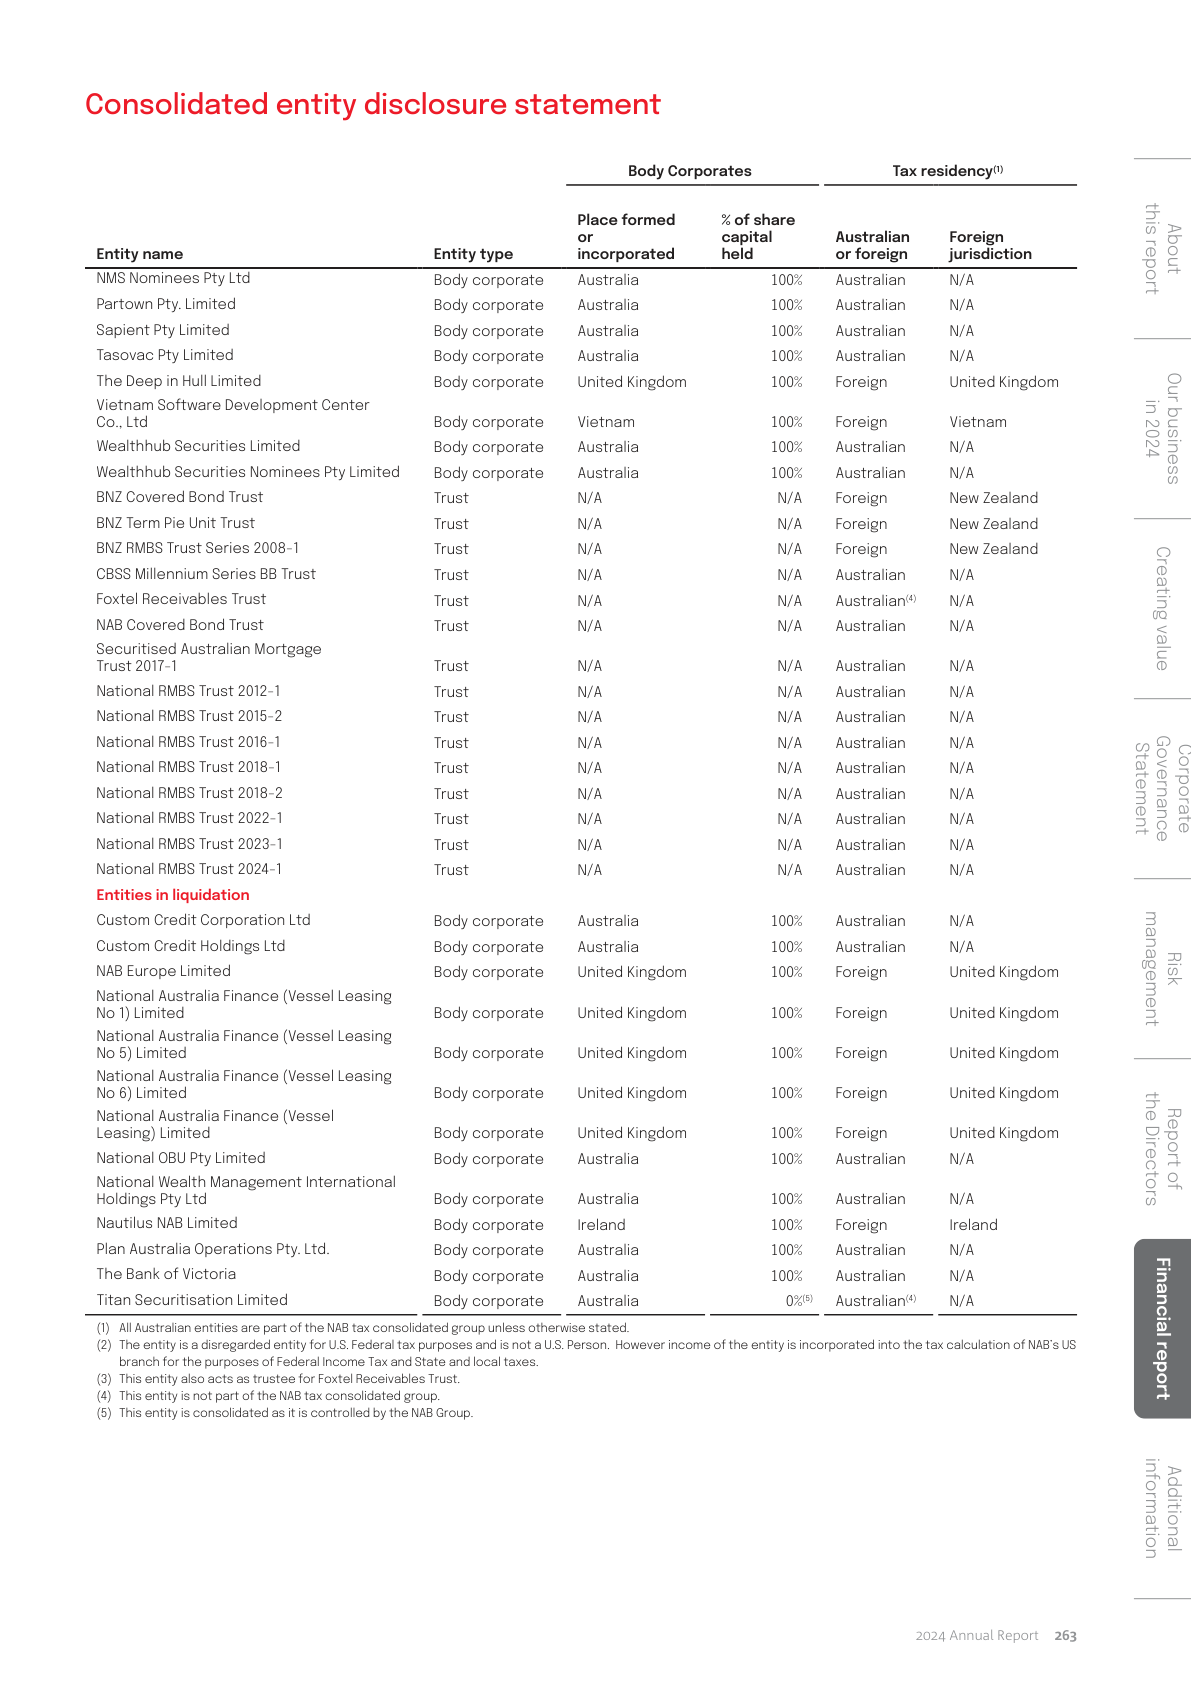 Consolidated entity disclosure statement
Body Corporates Tax residency(1)
Entity name Entity type Place formed or incorporated % of share capital held Australian or foreign Foreign jurisdiction
NMS Nominees Pty Ltd Body corporate Australia 100% Australian N/A
Partown Pty. Limited Body corporate Australia 100% Australian N/A
Sapient Pty Limited Body corporate Australia 100% Australian N/A
Tasovac Pty Limited Body corporate Australia 100% Australian N/A
The Deep in Hull Limited Body corporate United Kingdom 100% Foreign United Kingdom
Vietnam Software Development Center
Co., Ltd Body corporate Vietnam 100% Foreign Vietnam
Wealthhub Securities Limited Body corporate Australia 100% Australian N/A
Wealthhub Securities Nominees Pty Limited Body corporate Australia 100% Australian N/A
BNZ Covered Bond Trust Trust N/A N/A Foreign New Zealand
BNZ Term Pie Unit Trust Trust N/A N/A Foreign New Zealand
BNZ RMBS Trust Series 2008-1 Trust N/A N/A Foreign New Zealand
CBSS Millennium Series BB Trust Trust N/A N/A Australian N/A
Foxtel Receivables Trust Trust N/A N/A Australian(4) N/A
NAB Covered Bond Trust Trust N/A N/A Australian N/A
Securitised Australian Mortgage
Trust 2017-1 Trust N/A N/A Australian N/A
National RMBS Trust 2012-1 Trust N/A N/A Australian N/A
National RMBS Trust 2015-2 Trust N/A N/A Australian N/A
National RMBS Trust 2016-1 Trust N/A N/A Australian N/A
National RMBS Trust 2018-1 Trust N/A N/A Australian N/A
National RMBS Trust 2018-2 Trust N/A N/A Australian N/A
National RMBS Trust 2022-1 Trust N/A N/A Australian N/A
National RMBS Trust 2023-1 Trust N/A N/A Australian N/A
National RMBS Trust 2024-1 Trust N/A N/A Australian N/A
Entities in liquidation
Custom Credit Corporation Ltd Body corporate Australia 100% Australian N/A
Custom Credit Holdings Ltd Body corporate Australia 100% Australian N/A
NAB Europe Limited Body corporate United Kingdom 100% Foreign United Kingdom
National Australia Finance (Vessel Leasing
No 1) Limited Body corporate United Kingdom 100% Foreign United Kingdom
National Australia Finance (Vessel Leasing
No 5) Limited Body corporate United Kingdom 100% Foreign United Kingdom
National Australia Finance (Vessel Leasing
No 6) Limited Body corporate United Kingdom 100% Foreign United Kingdom
National Australia Finance (Vessel
Leasing) Limited Body corporate United Kingdom 100% Foreign United Kingdom
National OBU Pty Limited Body corporate Australia 100% Australian N/A
National Wealth Management International
Holdings Pty Ltd Body corporate Australia 100% Australian N/A
Nautilus NAB Limited Body corporate Ireland 100% Foreign Ireland
Plan Australia Operations Pty. Ltd. Body corporate Australia 100% Australian N/A
The Bank of Victoria Body corporate Australia 100% Australian N/A
Titan Securitisation Limited Body corporate Australia 0%(5) Australian(4) N/A
(1) All Australian entities are part of the NAB tax consolidated group unless otherwise stated.
(2) The entity is a disregarded entity for U.S. Federal tax purposes and is not a U.S. Person. However income of the entity is incorporated into the tax calculation of NAB's US
branch for the purposes of Federal Income Tax and State and local taxes.
(3) This entity also acts as trustee for Foxtel Receivables Trust.
(4) This entity is not part of the NAB tax consolidated group.
(5) This entity is consolidated as it is controlled by the NAB Group.
About
this report
Our business
in 2024
Creating value
Corporate
Governance
Statement
Risk
management
Report of
the Directors
Financial report
Additional
information
2024 Annual Report 263